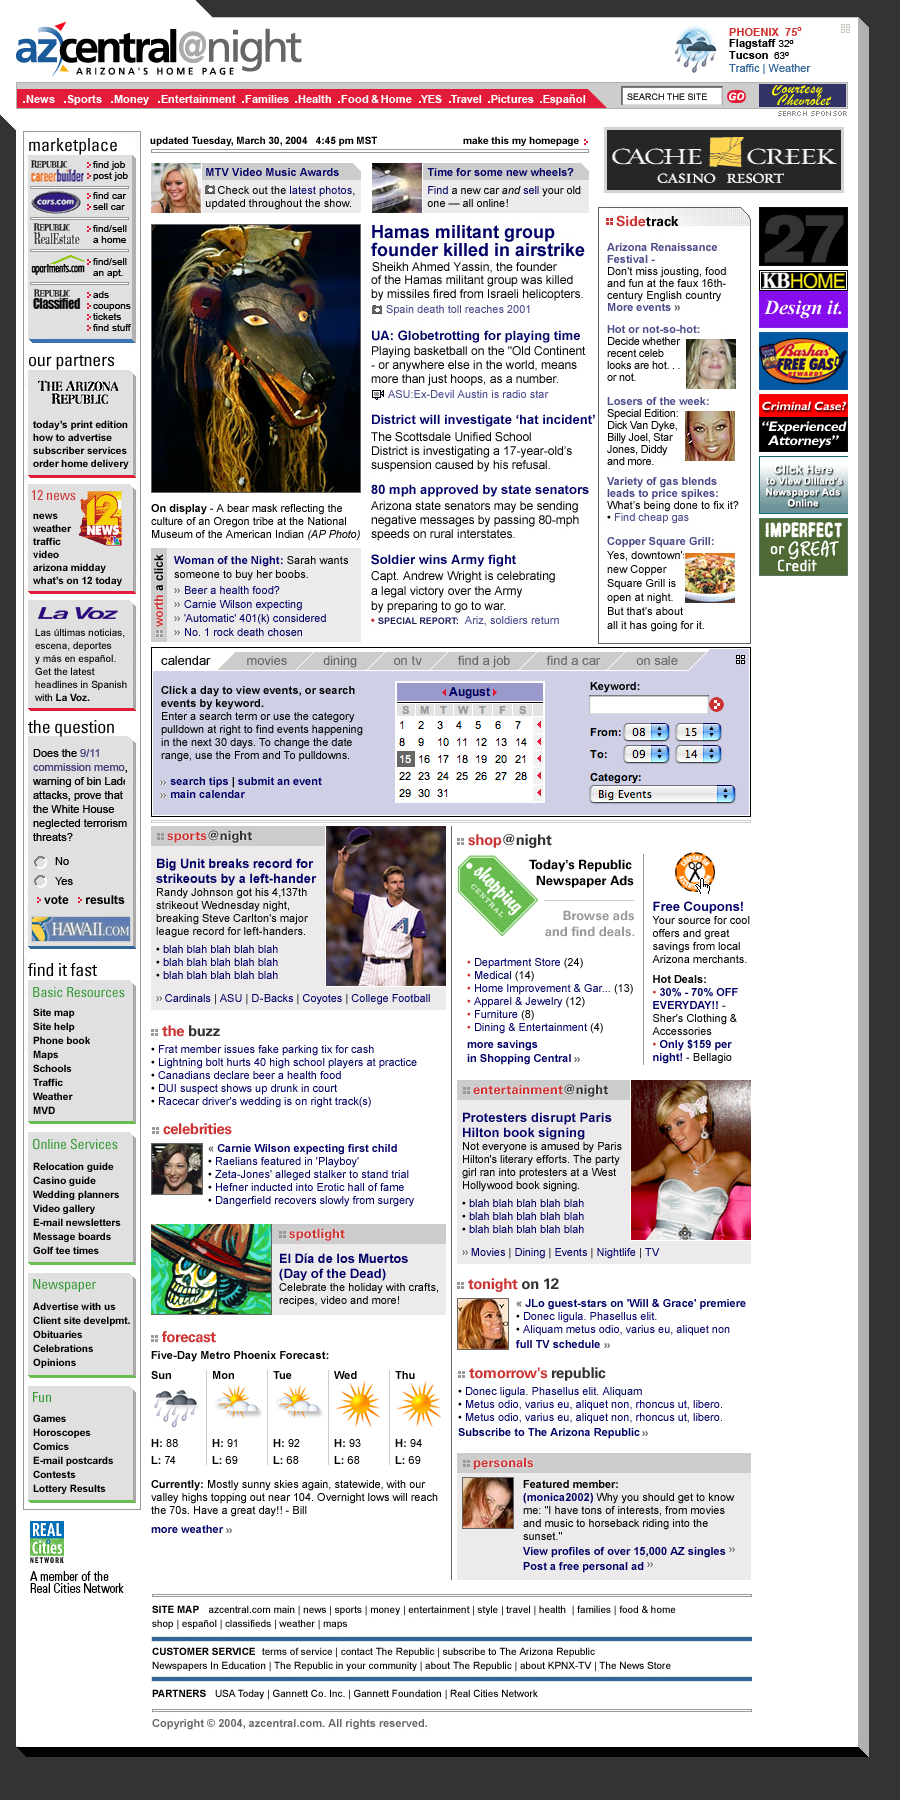 azcentral@night
ARIZONA'S HOME PAGE
PHOENIX 75º
Flagstaff 32º
Tucson 63º
Traffic | Weather
.News .Sports .Money .Entertainment .Families .Health .Food & Home .YES .Travel .Pictures .Español
SEARCH THE SITE GO
Courtesy Chevrolet
SEARCH SPONSOR
marketplace
REPUBLIC careerbuilder
find job
post job
cars.com
find car
sell car
REPUBLIC RealEstate
find/sell
a home
apartments.com
find/sell
an apt.
REPUBLIC Classified
ads
coupons
tickets
find stuff
our partners
THE ARIZONA
REPUBLIC
today's print edition
how to advertise
subscriber services
order home delivery
12 news
12 NEWS
news
weather
traffic
video
arizona midday
what's on 12 today
La Voz
Las últimas noticias,
escena, deportes
y más en español.
Get the latest
headlines in Spanish
with La Voz.
the question
Does the 9/11
commission memo,
warning of bin Lade
attacks, prove that
the White House
neglected terrorism
threats?
No
Yes
vote results
HAWAII.COM
find it fast
Basic Resources
Site map
Site help
Phone book
Maps
Schools
Traffic
Weather
MVD
Online Services
Relocation guide
Casino guide
Wedding planners
Video gallery
E-mail newsletters
Message boards
Golf tee times
Newspaper
Advertise with us
Client site develpmt.
Obituaries
Celebrations
Opinions
Fun
Games
Horoscopes
Comics
E-mail postcards
Contests
Lottery Results
REAL
Cities
NETWORK
A member of the
Real Cities Network
updated Tuesday, March 30, 2004 4:45 pm MST
make this my homepage
MTV Video Music Awards
Check out the latest photos,
updated throughout the show.
Time for some new wheels?
Find a new car and sell your old
one — all online!
On display - A bear mask reflecting the
culture of an Oregon tribe at the National
Museum of the American Indian (AP Photo)
worth a click
Woman of the Night: Sarah wants
someone to buy her boobs.
›› Beer a health food?
›› Carnie Wilson expecting
›› 'Automatic' 401(k) considered
›› No. 1 rock death chosen
Hamas militant group
founder killed in airstrike
Sheikh Ahmed Yassin, the founder
of the Hamas militant group was killed
by missiles fired from Israeli helicopters.
Spain death toll reaches 2001
UA: Globetrotting for playing time
Playing basketball on the "Old Continent
- or anywhere else in the world, means
more than just hoops, as a number.
ASU:Ex-Devil Austin is radio star
District will investigate ‘hat incident’
The Scottsdale Unified School
District is investigating a 17-year-old's
suspension caused by his refusal.
80 mph approved by state senators
Arizona state senators may be sending
negative messages by passing 80-mph
speeds on rural interstates.
Soldier wins Army fight
Capt. Andrew Wright is celebrating
a legal victory over the Army
by preparing to go to war.
• SPECIAL REPORT: Ariz, soldiers return
CACHE CREEK
CASINO RESORT
Sidetrack
Arizona Renaissance
Festival -
Don't miss jousting, food
and fun at the faux 16th-
century English country
More events ››
Hot or not-so-hot:
Decide whether
recent celeb
looks are hot. . .
or not.
Losers of the week:
Special Edition:
Dick Van Dyke,
Billy Joel, Star
Jones, Diddy
and more.
Variety of gas blends
leads to price spikes:
What's being done to fix it?
• Find cheap gas
Copper Square Grill:
Yes, downtown's
new Copper
Square Grill is
open at night.
But that's about
all it has going for it.
27
KB HOME
Design it.
Bashas'
FREE GAS!
REWARDS
Criminal Case?
“Experienced
Attorneys”
Click Here
to View Dillard's
Newspaper Ads
Online
IMPERFECT
or GREAT
Credit
calendar movies dining on tv find a job find a car on sale
Click a day to view events, or search
events by keyword.
Enter a search term or use the category
pulldown at right to find events happening
in the next 30 days. To change the date
range, use the From and To pulldowns.
›› search tips | submit an event
›› main calendar
August
S M T W T F S
1 2 3 4 5 6 7
8 9 10 11 12 13 14
15 16 17 18 19 20 21
22 23 24 25 26 27 28
29 30 31
Keyword:
From: 08 15
To: 09 14
Category:
Big Events
sports@night
Big Unit breaks record for
strikeouts by a left-hander
Randy Johnson got his 4,137th
strikeout Wednesday night,
breaking Steve Carlton's major
league record for left-handers.
• blah blah blah blah blah
• blah blah blah blah blah
• blah blah blah blah blah
›› Cardinals | ASU | D-Backs | Coyotes | College Football
the buzz
• Frat member issues fake parking tix for cash
• Lightning bolt hurts 40 high school players at practice
• Canadians declare beer a health food
• DUI suspect shows up drunk in court
• Racecar driver's wedding is on right track(s)
celebrities
« Carnie Wilson expecting first child
• Raelians featured in 'Playboy'
• Zeta-Jones' alleged stalker to stand trial
• Hefner inducted into Erotic hall of fame
• Dangerfield recovers slowly from surgery
spotlight
El Día de los Muertos
(Day of the Dead)
Celebrate the holiday with crafts,
recipes, video and more!
forecast
Five-Day Metro Phoenix Forecast:
Sun Mon Tue Wed Thu
H: 88 H: 91 H: 92 H: 93 H: 94
L: 74 L: 69 L: 68 L: 68 L: 69
Currently: Mostly sunny skies again, statewide, with our
valley highs topping out near 104. Overnight lows will reach
the 70s. Have a great day!! - Bill
more weather ››
shop@night
shopping
CENTRAL
Today's Republic
Newspaper Ads
Browse ads
and find deals.
• Department Store (24)
• Medical (14)
• Home Improvement & Gar... (13)
• Apparel & Jewelry (12)
• Furniture (8)
• Dining & Entertainment (4)
more savings
in Shopping Central ››
Free Coupons!
Your source for cool
offers and great
savings from local
Arizona merchants.
Hot Deals:
• 30% - 70% OFF
EVERYDAY!! -
Sher's Clothing &
Accessories
• Only $159 per
night! - Bellagio
entertainment@night
Protesters disrupt Paris
Hilton book signing
Not everyone is amused by Paris
Hilton's literary efforts. The party
girl ran into protesters at a West
Hollywood book signing.
• blah blah blah blah blah
• blah blah blah blah blah
• blah blah blah blah blah
›› Movies | Dining | Events | Nightlife | TV
tonight on 12
« JLo guest-stars on 'Will & Grace' premiere
• Donec ligula. Phasellus elit.
• Aliquam metus odio, varius eu, aliquet non
full TV schedule ››
tomorrow's republic
• Donec ligula. Phasellus elit. Aliquam
• Metus odio, varius eu, aliquet non, rhoncus ut, libero.
• Metus odio, varius eu, aliquet non, rhoncus ut, libero.
Subscribe to The Arizona Republic ››
personals
Featured member:
(monica2002) Why you should get to know
me: "I have tons of interests, from movies
and music to horseback riding into the
sunset."
View profiles of over 15,000 AZ singles ››
Post a free personal ad ››
SITE MAP azcentral.com main | news | sports | money | entertainment | style | travel | health | families | food & home
shop | español | classifieds | weather | maps
CUSTOMER SERVICE terms of service | contact The Republic | subscribe to The Arizona Republic
Newspapers In Education | The Republic in your community | about The Republic | about KPNX-TV | The News Store
PARTNERS USA Today | Gannett Co. Inc. | Gannett Foundation | Real Cities Network
Copyright © 2004, azcentral.com. All rights reserved.